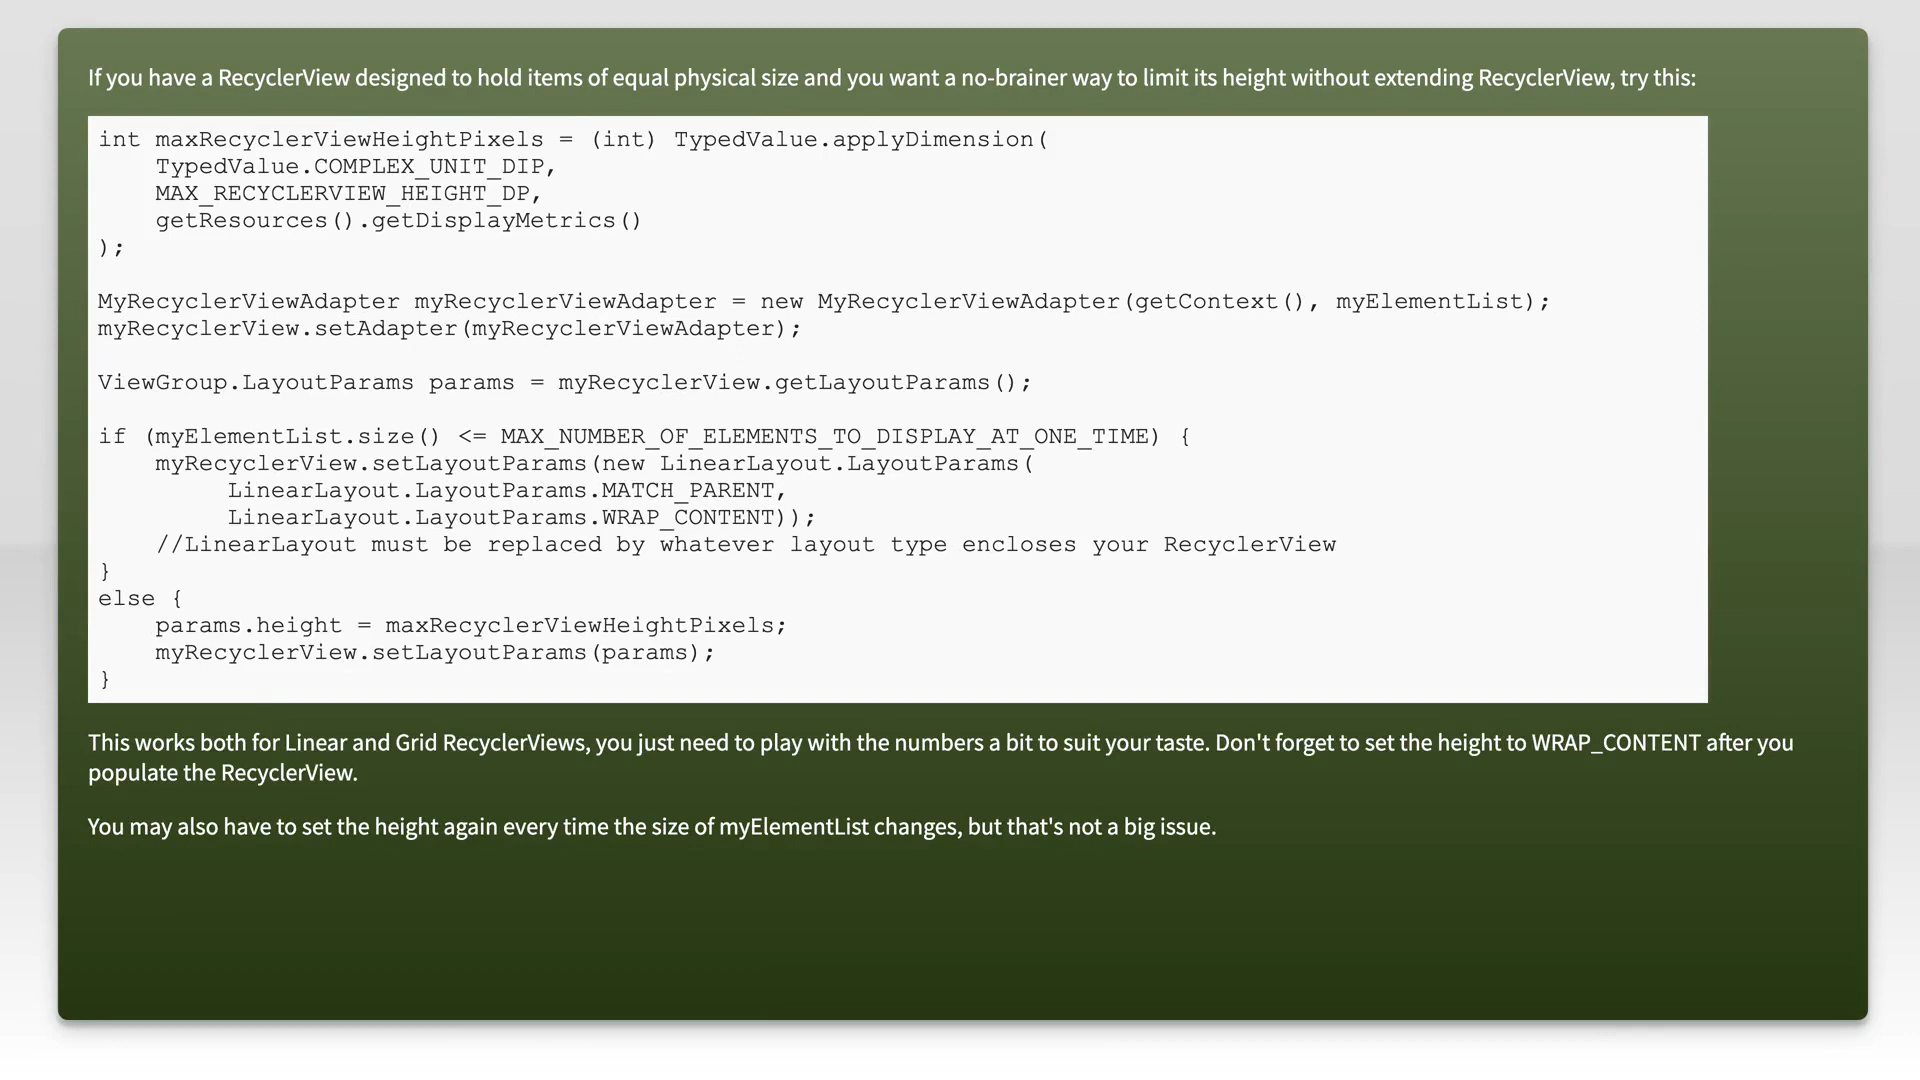 If you have a RecyclerView designed to hold items of equal physical size and you want a no-brainer way to limit its height without extending RecyclerView, try this:
int maxRecyclerViewHeightPixels = (int) TypedValue.applyDimension(
    TypedValue.COMPLEX_UNIT_DIP,
    MAX_RECYCLERVIEW_HEIGHT_DP,
    getResources().getDisplayMetrics()
);
MyRecyclerViewAdapter myRecyclerViewAdapter = new MyRecyclerViewAdapter(getContext(), myElementList);
myRecyclerView.setAdapter(myRecyclerViewAdapter);
ViewGroup.LayoutParams params = myRecyclerView.getLayoutParams();
if (myElementList.size() <= MAX_NUMBER_OF_ELEMENTS_TO_DISPLAY_AT_ONE_TIME) {
    myRecyclerView.setLayoutParams(new LinearLayout.LayoutParams(
         LinearLayout.LayoutParams.MATCH_PARENT,
         LinearLayout.LayoutParams.WRAP_CONTENT));
    //LinearLayout must be replaced by whatever layout type encloses your RecyclerView
}
else {
    params.height = maxRecyclerViewHeightPixels;
    myRecyclerView.setLayoutParams(params);
}
This works both for Linear and Grid RecyclerViews, you just need to play with the numbers a bit to suit your taste. Don't forget to set the height to WRAP_CONTENT after you
populate the RecyclerView.
You may also have to set the height again every time the size of myElementList changes, but that's not a big issue.